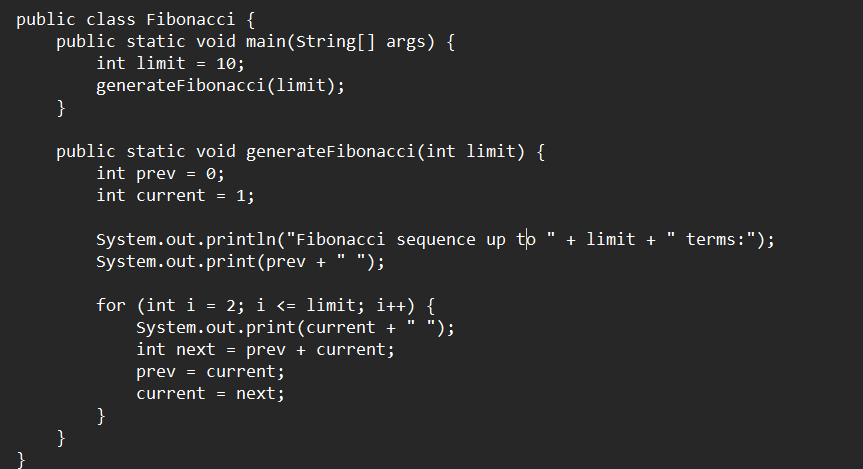 public class Fibonacci {
    public static void main(String[] args) {
        int limit = 10;
        generateFibonacci(limit);
    }

    public static void generateFibonacci(int limit) {
        int prev = 0;
        int current = 1;

        System.out.println("Fibonacci sequence up to " + limit + " terms:");
        System.out.print(prev + " ");

        for (int i = 2; i <= limit; i++) {
            System.out.print(current + " ");
            int next = prev + current;
            prev = current;
            current = next;
        }
    }
}